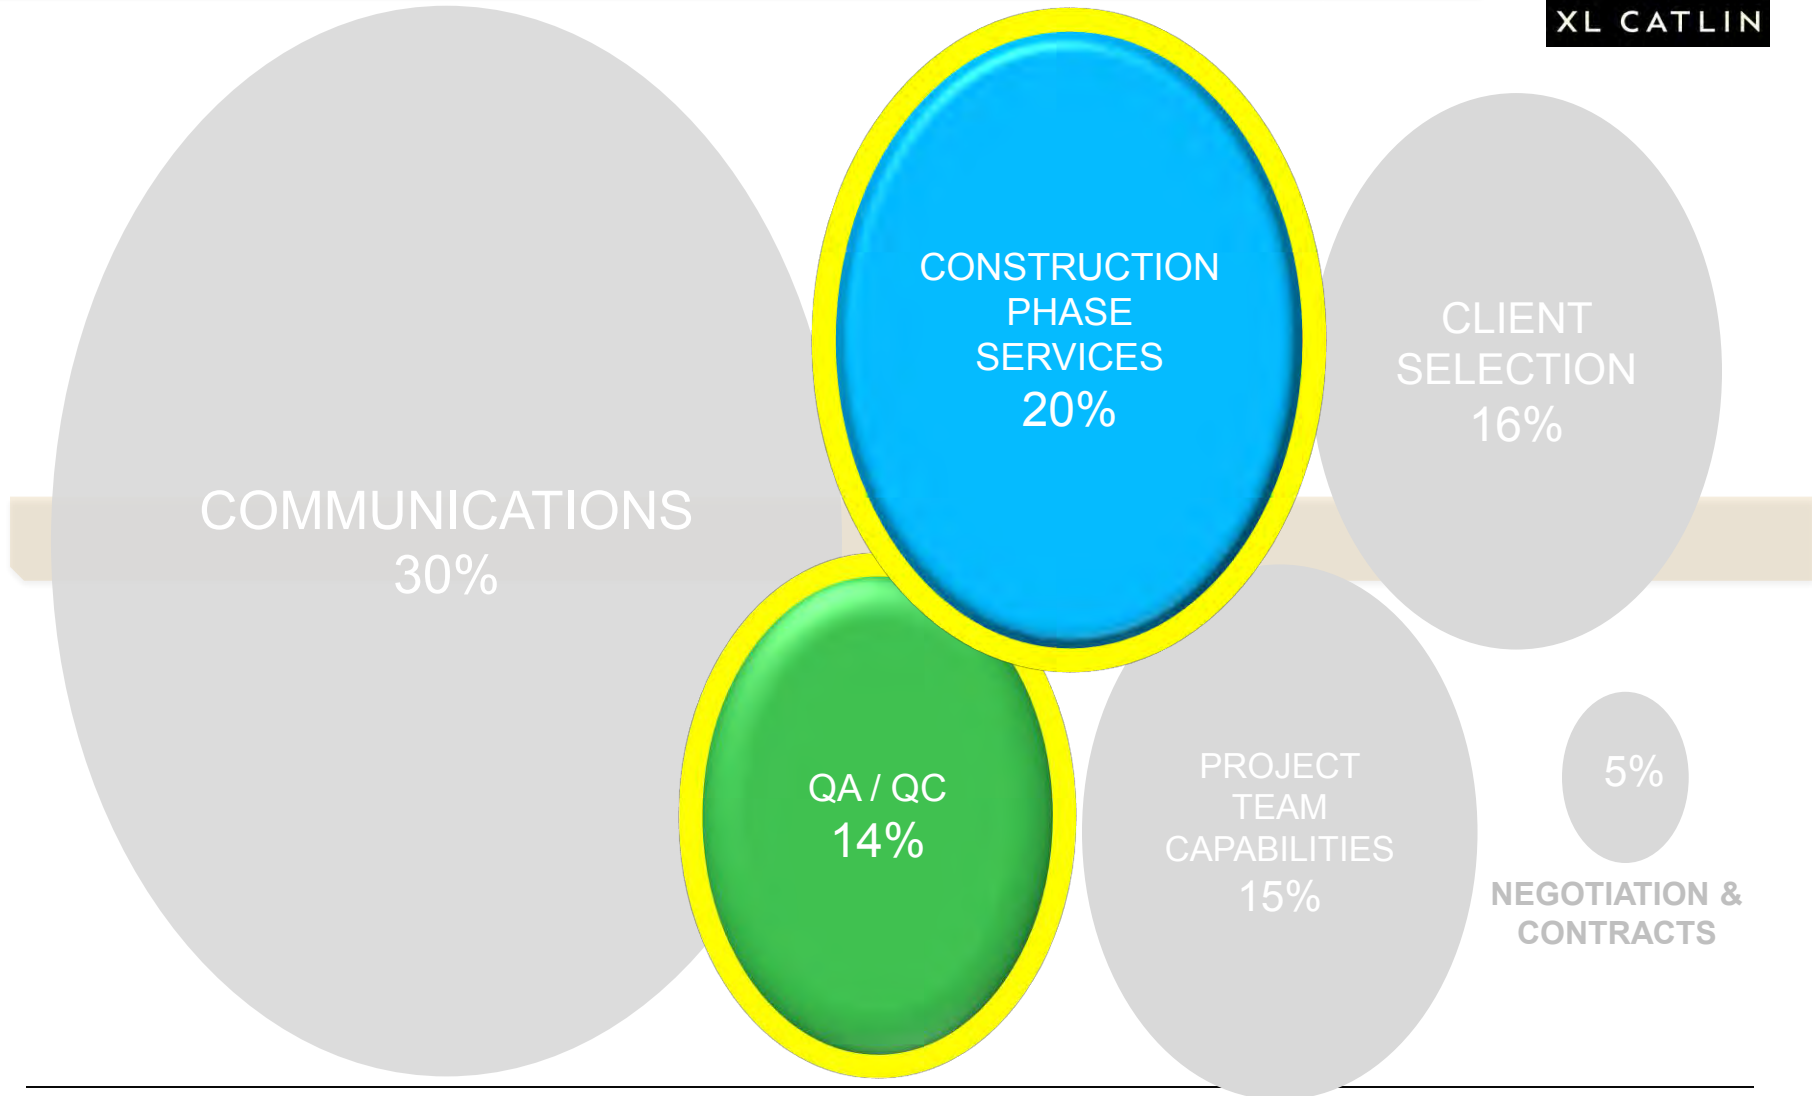 XL CATLIN
COMMUNICATIONS
30%
CONSTRUCTION
PHASE
SERVICES
20%
CLIENT
SELECTION
16%
QA / QC
14%
PROJECT
TEAM
CAPABILITIES
15%
5%
NEGOTIATION &
CONTRACTS